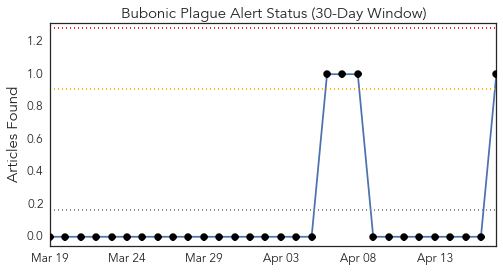 Bubonic Plague Alert Status (30-Day Window)
Articles Found
1.2
1.0
0.8
0.6
0.4
0.2
0.0
Mar 19
Mar 24
Mar 29
Apr 03
Apr 08
Apr 13